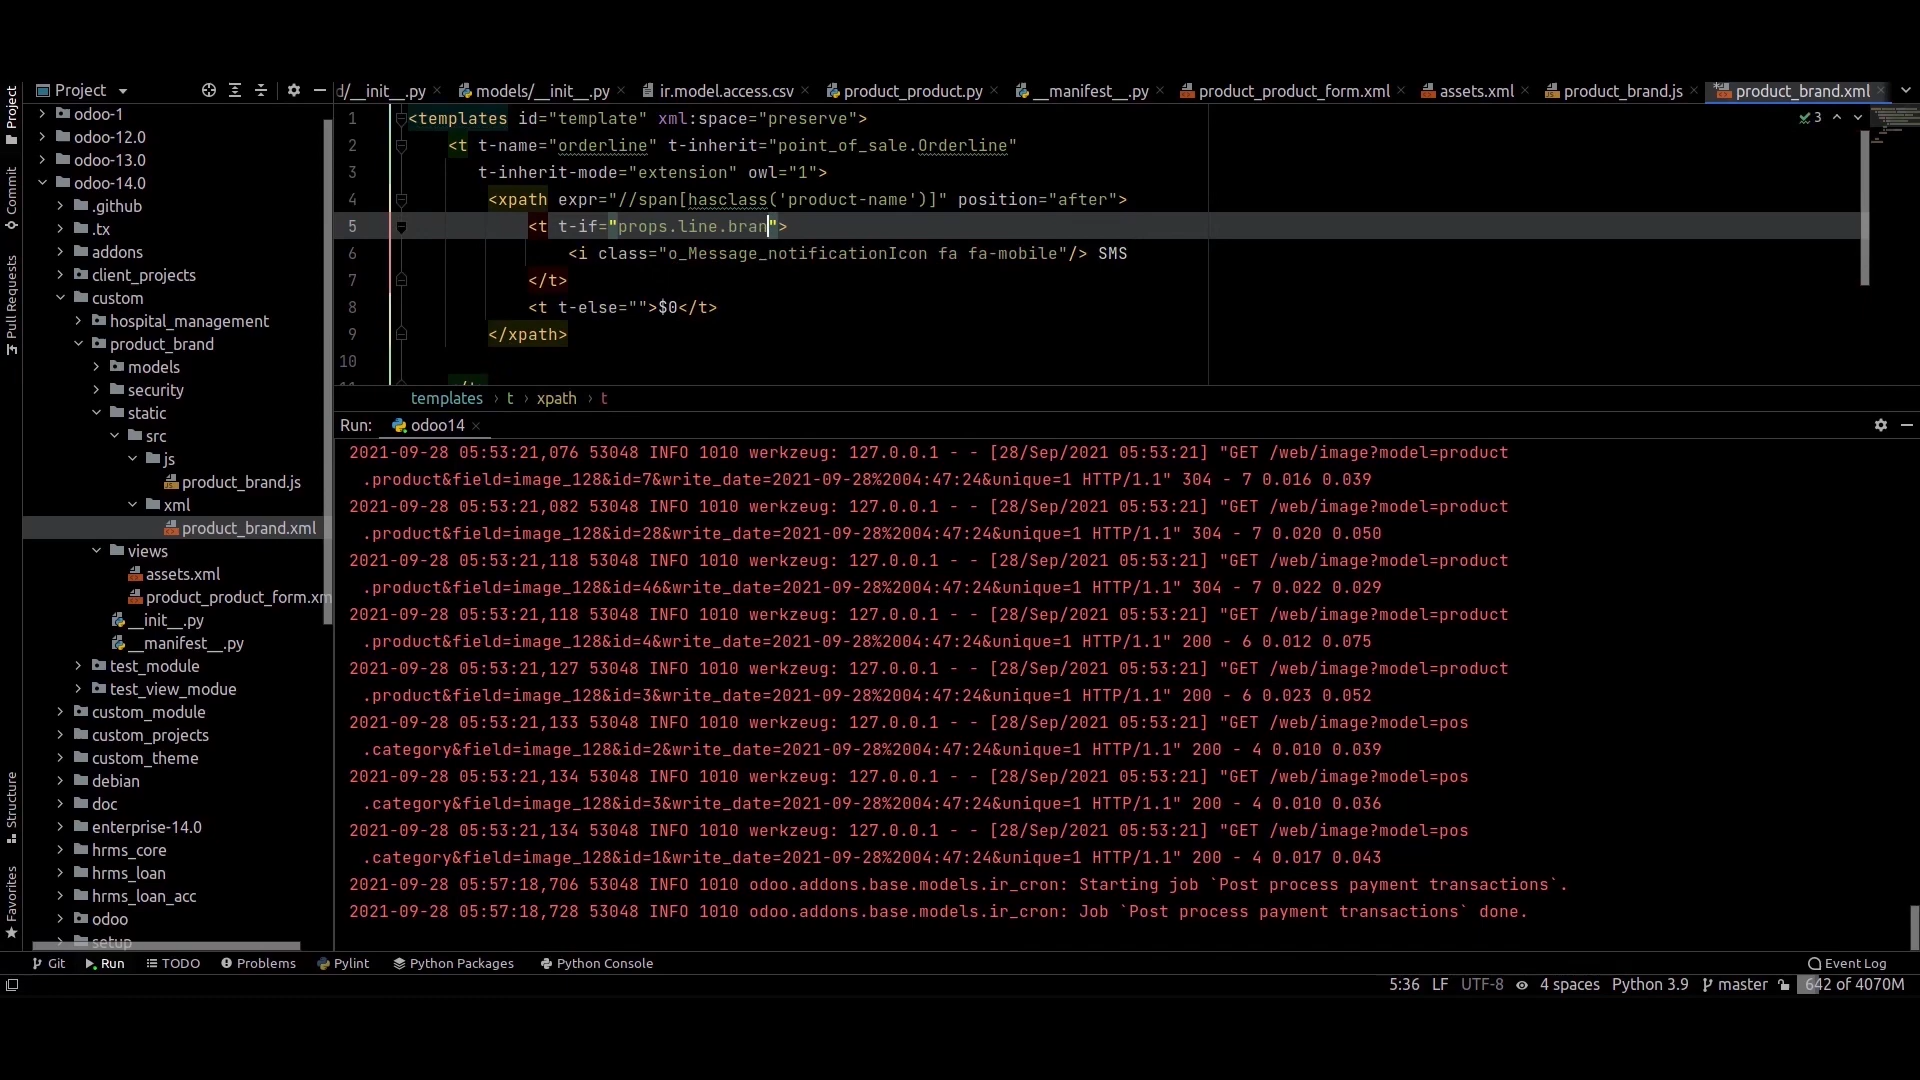 Project
d/__init__.py
models/__init__.py
ir.model.access.csv
product_product.py
__manifest__.py
product_product_form.xml
assets.xml
product_brand.js
product_brand.xml
Project
Commit
Pull Requests
Structure
Favorites
odoo-1
odoo-12.0
odoo-13.0
odoo-14.0
.github
.tx
addons
client_projects
custom
hospital_management
product_brand
models
security
static
src
js
product_brand.js
xml
product_brand.xml
views
assets.xml
product_product_form.xm
__init__.py
__manifest__.py
test_module
test_view_modue
custom_module
custom_projects
custom_theme
debian
doc
enterprise-14.0
hrms_core
hrms_loan
hrms_loan_acc
odoo
setup
1 <templates id="template" xml:space="preserve">
2 <t t-name="orderline" t-inherit="point_of_sale.Orderline"
3 t-inherit-mode="extension" owl="1">
4 <xpath expr="//span[hasclass('product-name')]" position="after">
5 <t t-if="props.line.bran">
6 <i class="o_Message_notificationIcon fa fa-mobile"/> SMS
7 </t>
8 <t t-else="">$0</t>
9 </xpath>
10
3
templates › t › xpath › t
Run: odoo14
2021-09-28 05:53:21,076 53048 INFO 1010 werkzeug: 127.0.0.1 - - [28/Sep/2021 05:53:21] "GET /web/image?model=product
.product&field=image_128&id=7&write_date=2021-09-28%2004:47:24&unique=1 HTTP/1.1" 304 - 7 0.016 0.039
2021-09-28 05:53:21,082 53048 INFO 1010 werkzeug: 127.0.0.1 - - [28/Sep/2021 05:53:21] "GET /web/image?model=product
.product&field=image_128&id=28&write_date=2021-09-28%2004:47:24&unique=1 HTTP/1.1" 304 - 7 0.020 0.050
2021-09-28 05:53:21,118 53048 INFO 1010 werkzeug: 127.0.0.1 - - [28/Sep/2021 05:53:21] "GET /web/image?model=product
.product&field=image_128&id=46&write_date=2021-09-28%2004:47:24&unique=1 HTTP/1.1" 304 - 7 0.022 0.029
2021-09-28 05:53:21,118 53048 INFO 1010 werkzeug: 127.0.0.1 - - [28/Sep/2021 05:53:21] "GET /web/image?model=product
.product&field=image_128&id=4&write_date=2021-09-28%2004:47:24&unique=1 HTTP/1.1" 200 - 6 0.012 0.075
2021-09-28 05:53:21,127 53048 INFO 1010 werkzeug: 127.0.0.1 - - [28/Sep/2021 05:53:21] "GET /web/image?model=product
.product&field=image_128&id=3&write_date=2021-09-28%2004:47:24&unique=1 HTTP/1.1" 200 - 6 0.023 0.052
2021-09-28 05:53:21,133 53048 INFO 1010 werkzeug: 127.0.0.1 - - [28/Sep/2021 05:53:21] "GET /web/image?model=pos
.category&field=image_128&id=2&write_date=2021-09-28%2004:47:24&unique=1 HTTP/1.1" 200 - 4 0.010 0.039
2021-09-28 05:53:21,134 53048 INFO 1010 werkzeug: 127.0.0.1 - - [28/Sep/2021 05:53:21] "GET /web/image?model=pos
.category&field=image_128&id=3&write_date=2021-09-28%2004:47:24&unique=1 HTTP/1.1" 200 - 4 0.010 0.036
2021-09-28 05:53:21,134 53048 INFO 1010 werkzeug: 127.0.0.1 - - [28/Sep/2021 05:53:21] "GET /web/image?model=pos
.category&field=image_128&id=1&write_date=2021-09-28%2004:47:24&unique=1 HTTP/1.1" 200 - 4 0.017 0.043
2021-09-28 05:57:18,706 53048 INFO 1010 odoo.addons.base.models.ir_cron: Starting job `Post process payment transactions`.
2021-09-28 05:57:18,728 53048 INFO 1010 odoo.addons.base.models.ir_cron: Job `Post process payment transactions` done.
Git Run TODO Problems Pylint Python Packages Python Console Event Log
5:36 LF UTF-8 4 spaces Python 3.9 master 642 of 4070M